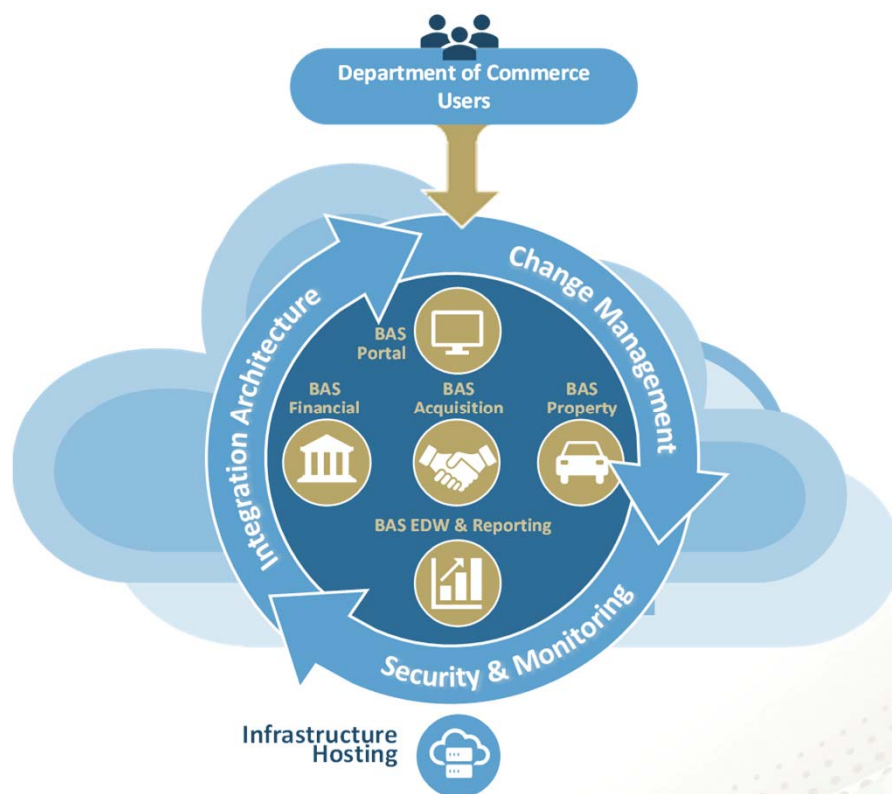 Department of Commerce
Users
Change Management
Integration Architecture
BAS
Portal
BAS
Financial
BAS
Acquisition
BAS
Property
BAS EDW & Reporting
Security & Monitoring
Infrastructure
Hosting